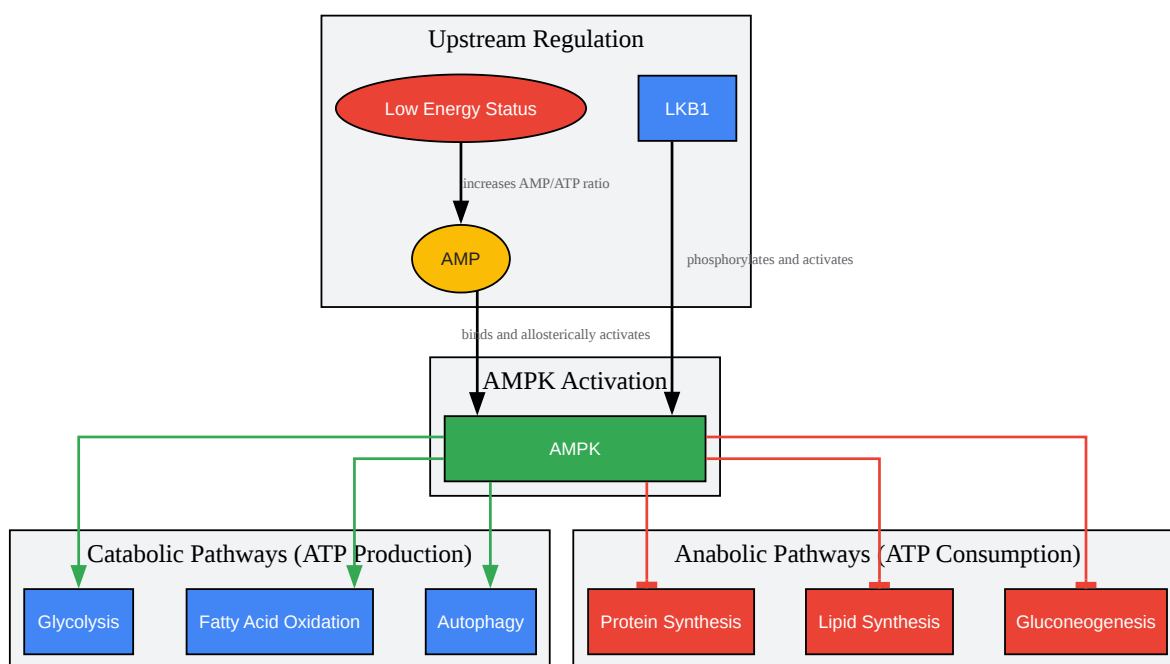 Upstream Regulation
Low Energy Status
LKB1
increases AMP/ATP ratio
AMP
phosphorylates and activates
binds and allosterically activates
AMPK Activation
AMPK
Catabolic Pathways (ATP Production)
Anabolic Pathways (ATP Consumption)
Glycolysis
Fatty Acid Oxidation
Autophagy
Protein Synthesis
Lipid Synthesis
Gluconeogenesis